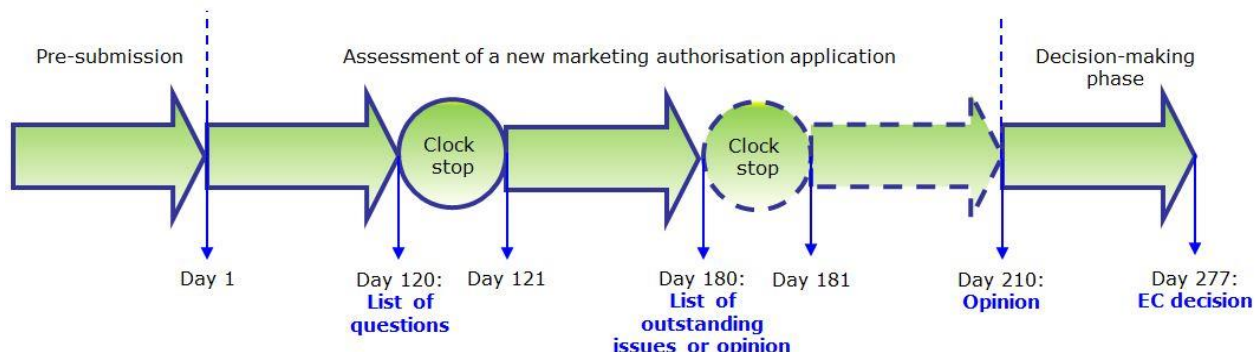 Pre-submission
Assessment of a new marketing authorisation application
Decision-making
phase
Clock
stop
Clock
stop
Day 1
Day 120:
List of
questions
Day 121
Day 180:
List of
outstanding
issues or opinion
Day 181
Day 210:
Opinion
Day 277:
EC decision